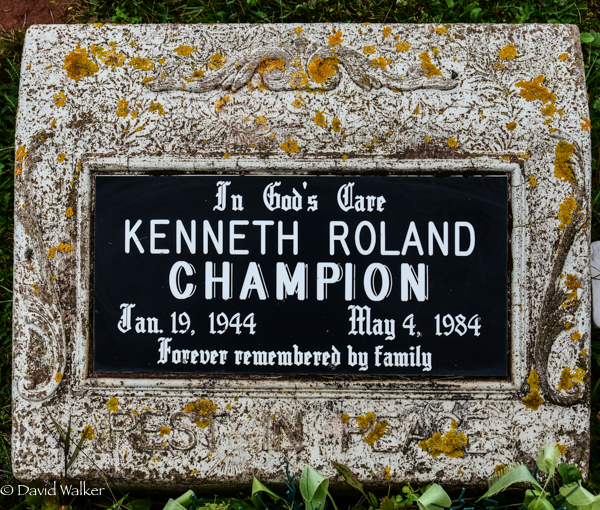 In God's Care
KENNETH ROLAND
CHAMPION
Jan. 19, 1944 May 4, 1984
Forever remembered by family
REST IN PEACE
© David Walker